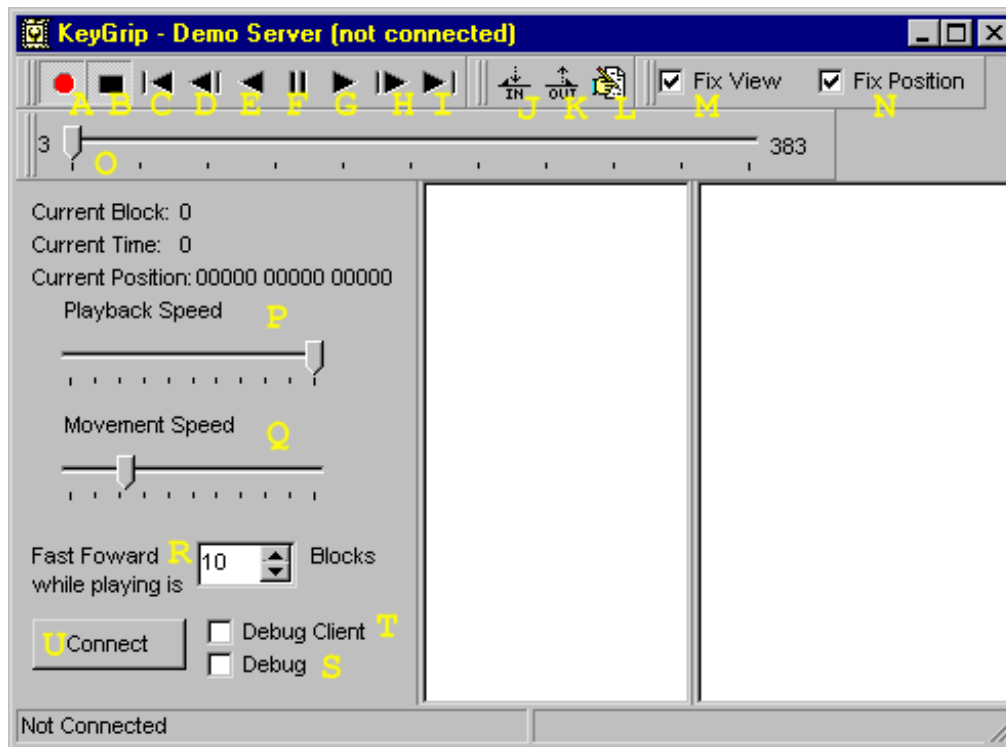 KeyGrip - Demo Server (not connected)
A B C D E F G H I IN J OUT K L Fix View M Fix Position N
3 O 383
Current Block: 0
Current Time: 0
Current Position: 00000 00000 00000
Playback Speed P
Movement Speed Q
Fast Foward R 10 Blocks
while playing is
U Connect Debug Client T
Debug S
Not Connected